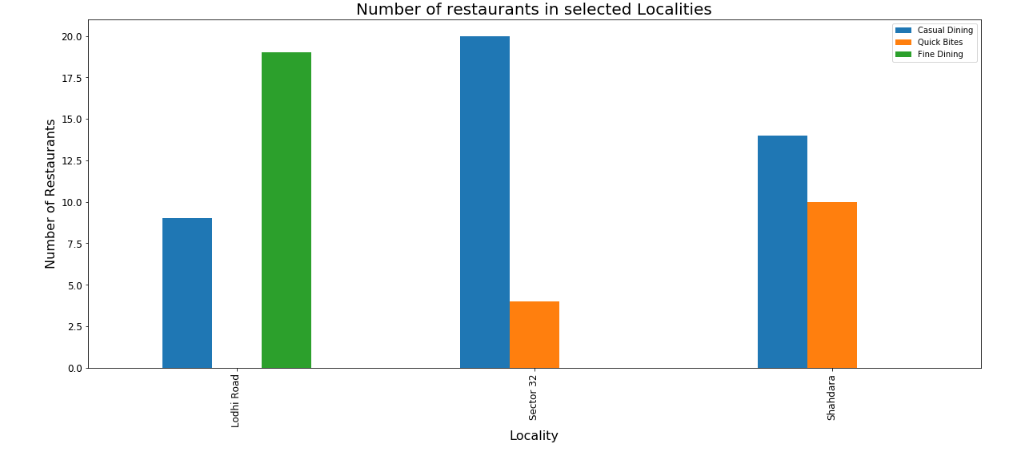 Number of restaurants in selected Localities
Casual Dining
Quick Bites
Fine Dining
Number of Restaurants
20.0
17.5
15.0
12.5
10.0
7.5
5.0
2.5
0.0
Lodhi Road
Sector 32
Shahdara
Locality